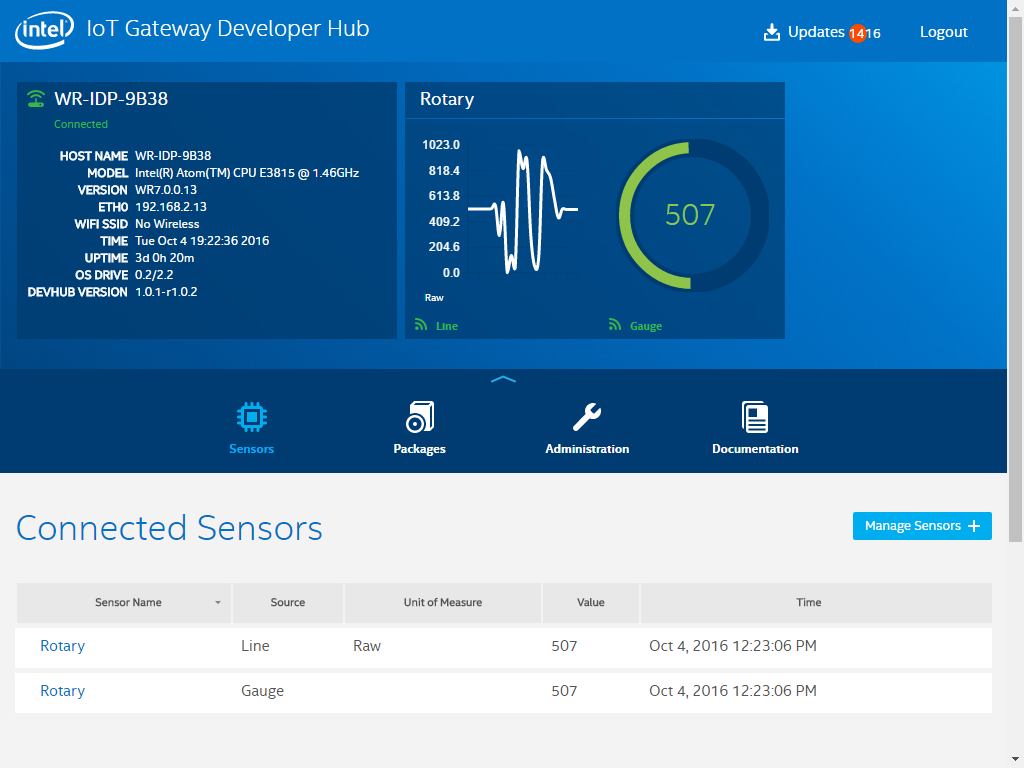 intel IoT Gateway Developer Hub
Updates 1416
Logout
WR-IDP-9B38
Connected
HOST NAME WR-IDP-9B38
MODEL Intel(R) Atom(TM) CPU E3815 @ 1.46GHz
VERSION WR7.0.0.13
ETH0 192.168.2.13
WIFI SSID No Wireless
TIME Tue Oct 4 19:22:36 2016
UPTIME 3d 0h 20m
OS DRIVE 0.2/2.2
DEVHUB VERSION 1.0.1-r1.0.2
Rotary
1023.0
818.4
613.8
409.2
204.6
0.0
Raw
Line
507
Gauge
Sensors Packages Administration Documentation
Connected Sensors
Manage Sensors +
Sensor Name Source Unit of Measure Value Time
Rotary Line Raw 507 Oct 4, 2016 12:23:06 PM
Rotary Gauge 507 Oct 4, 2016 12:23:06 PM